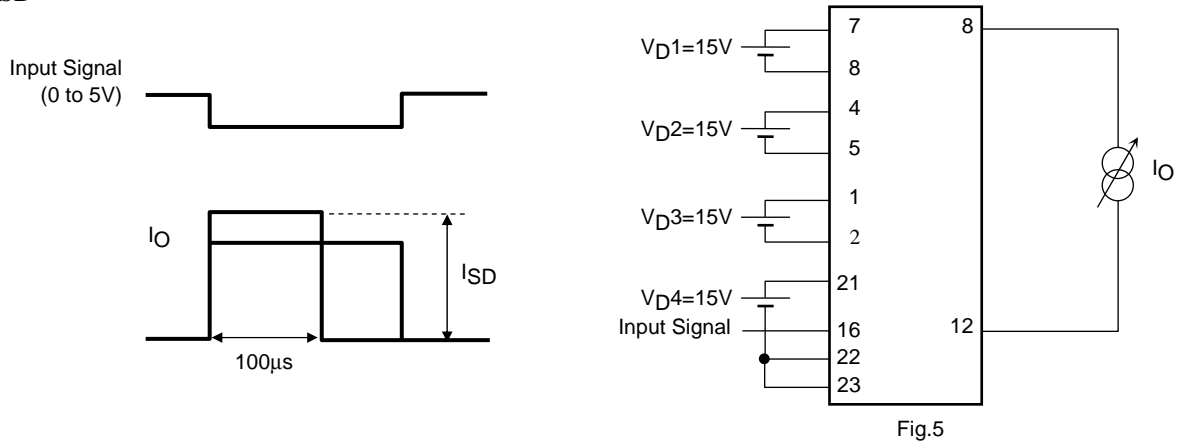 Input Signal
(0 to 5V)
IO
ISD
100μs
VD1=15V
VD2=15V
VD3=15V
VD4=15V
Input Signal
7
8
4
5
1
2
21
16
22
23
8
12
IO
Fig.5